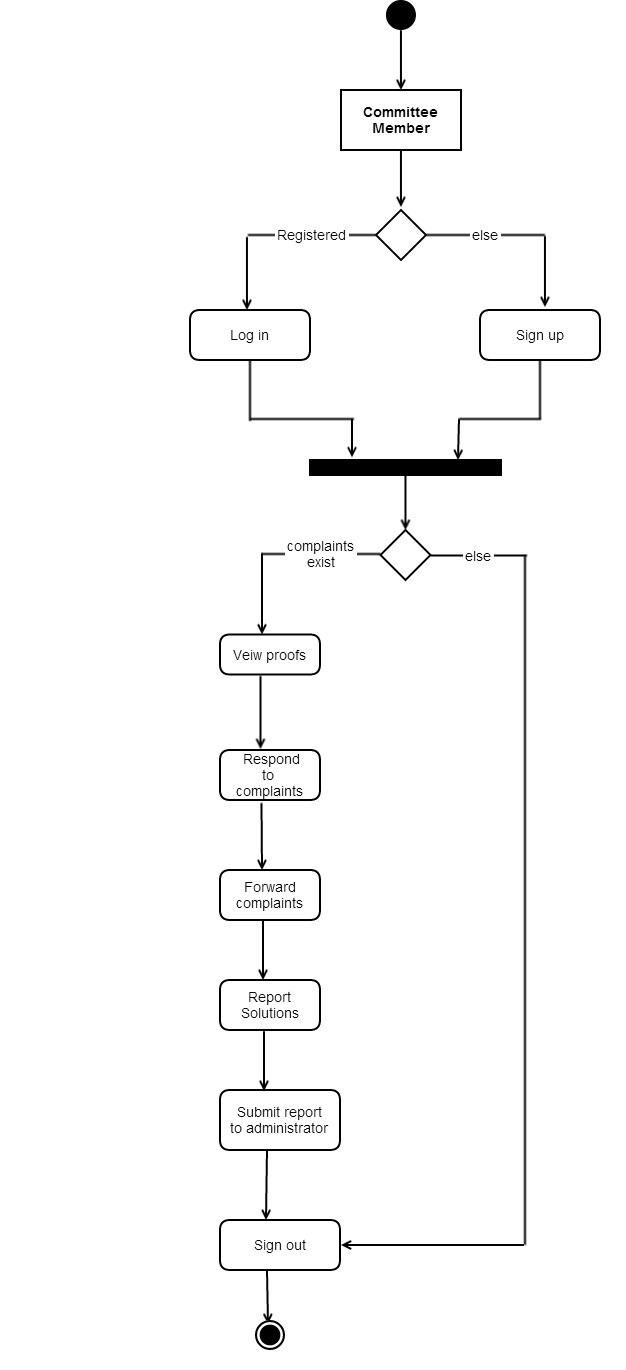 Committee
Member
Registered
else
Log in
Sign up
complaints
exist
else
Veiw proofs
Respond
to
complaints
Forward
complaints
Report
Solutions
Submit report
to administrator
Sign out